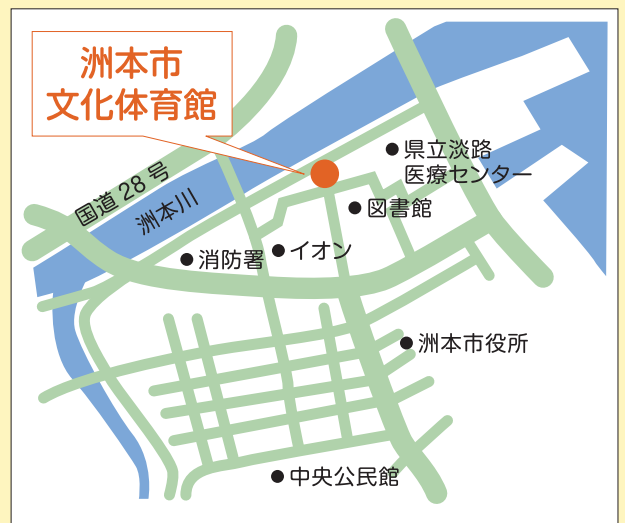 洲本市
文化体育館
県立淡路
医療センター
国道28号
洲本川
図書館
イオン
消防署
洲本市役所
中央公民館